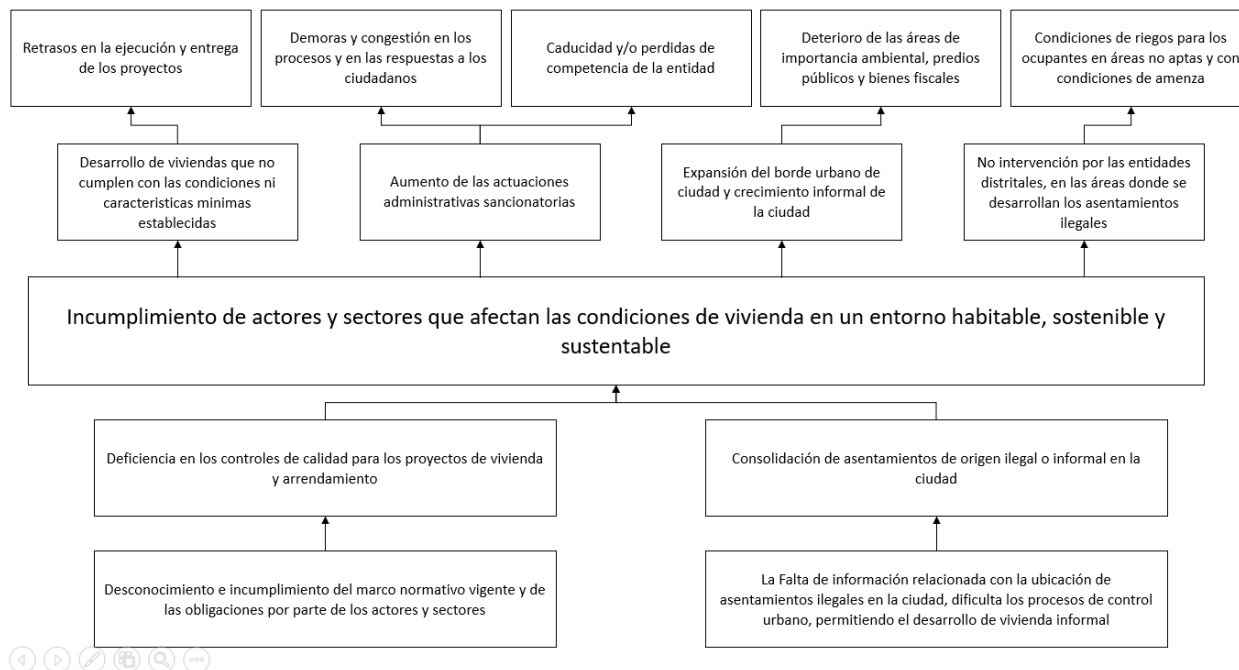 Retrasos en la ejecución y entrega
de los proyectos
Demoras y congestión en los
procesos y en las respuestas a los
ciudadanos
Caducidad y/o perdidas de
competencia de la entidad
Deterioro de las áreas de
importancia ambiental, predios
públicos y bienes fiscales
Condiciones de riegos para los
ocupantes en áreas no aptas y con
condiciones de amenza
Desarrollo de viviendas que no
cumplen con las condiciones ni
caracteristicas minimas
establecidas
Aumento de las actuaciones
administrativas sancionatorias
Expansión del borde urbano de
ciudad y crecimiento informal de
la ciudad
No intervención por las entidades
distritales, en las áreas donde se
desarrollan los asentamientos
ilegales
Incumplimiento de actores y sectores que afectan las condiciones de vivienda en un entorno habitable, sostenible y
sustentable
Deficiencia en los controles de calidad para los proyectos de vivienda
y arrendamiento
Consolidación de asentamientos de origen ilegal o informal en la
ciudad
Desconocimiento e incumplimiento del marco normativo vigente y de
las obligaciones por parte de los actores y sectores
La Falta de información relacionada con la ubicación de
asentamientos ilegales en la ciudad, dificulta los procesos de control
urbano, permitiendo el desarrollo de vivienda informal